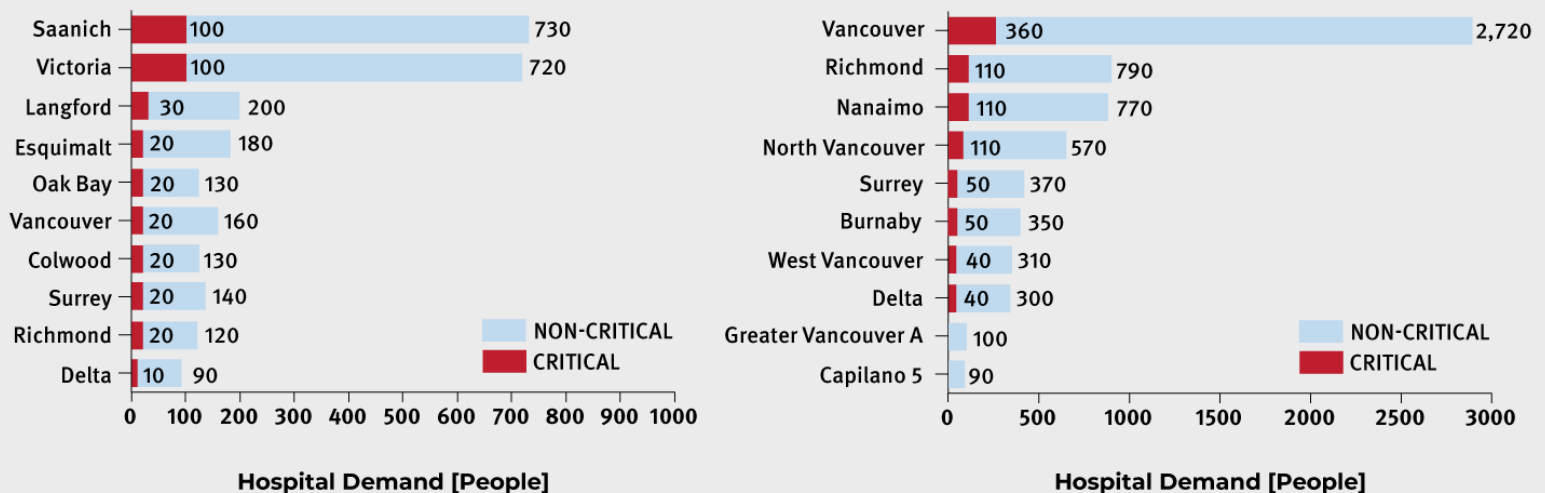 Saanich 100 730
Victoria 100 720
Langford 30 200
Esquimalt 20 180
Oak Bay 20 130
Vancouver 20 160
Colwood 20 130
Surrey 20 140
Richmond 20 120
Delta 10 90
NON-CRITICAL
CRITICAL
0 100 200 300 400 500 600 700 800 900 1000
Hospital Demand [People]
Vancouver 360 2,720
Richmond 110 790
Nanaimo 110 770
North Vancouver 110 570
Surrey 50 370
Burnaby 50 350
West Vancouver 40 310
Delta 40 300
Greater Vancouver A 100
Capilano 5 90
NON-CRITICAL
CRITICAL
0 500 1000 1500 2000 2500 3000
Hospital Demand [People]